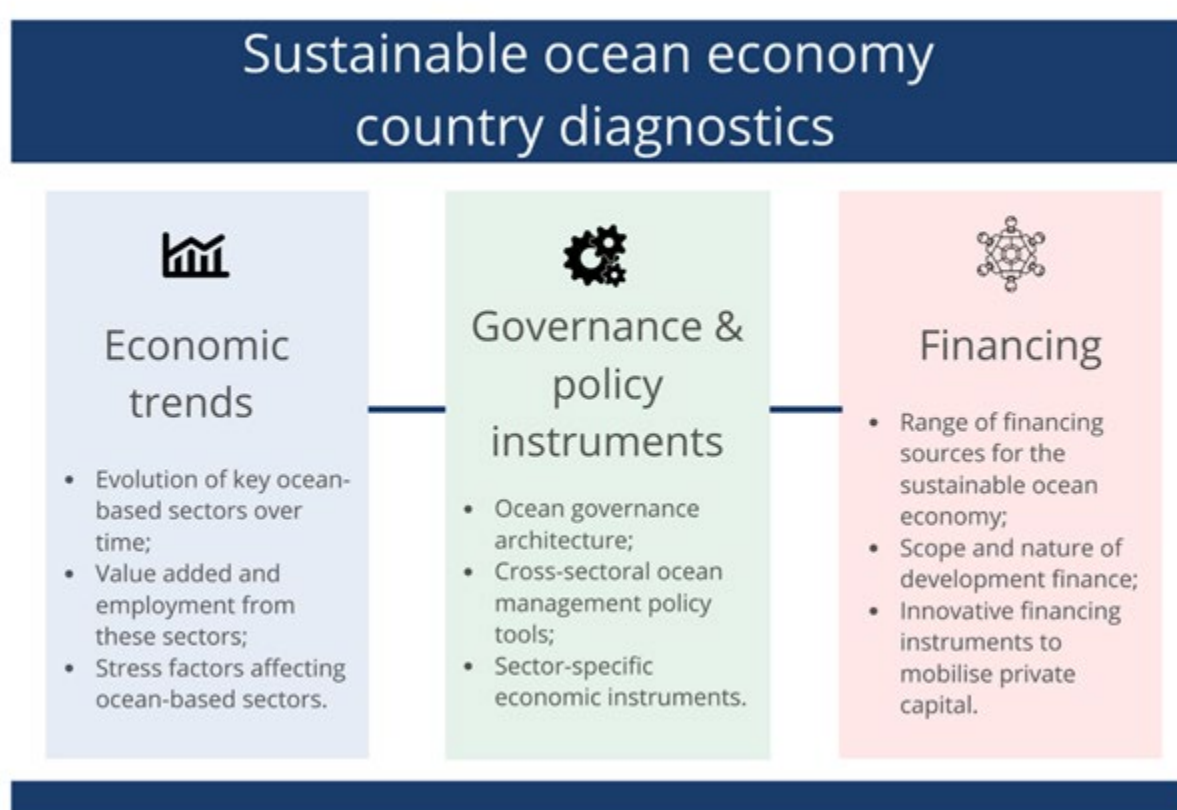 Sustainable ocean economy
country diagnostics
Economic
trends
• Evolution of key ocean-
based sectors over
time;
• Value added and
employment from
these sectors;
• Stress factors affecting
ocean-based sectors.
Governance &
policy
instruments
• Ocean governance
architecture;
• Cross-sectoral ocean
management policy
tools;
• Sector-specific
economic instruments.
Financing
• Range of financing
sources for the
sustainable ocean
economy;
• Scope and nature of
development finance;
• Innovative financing
instruments to
mobilise private
capital.